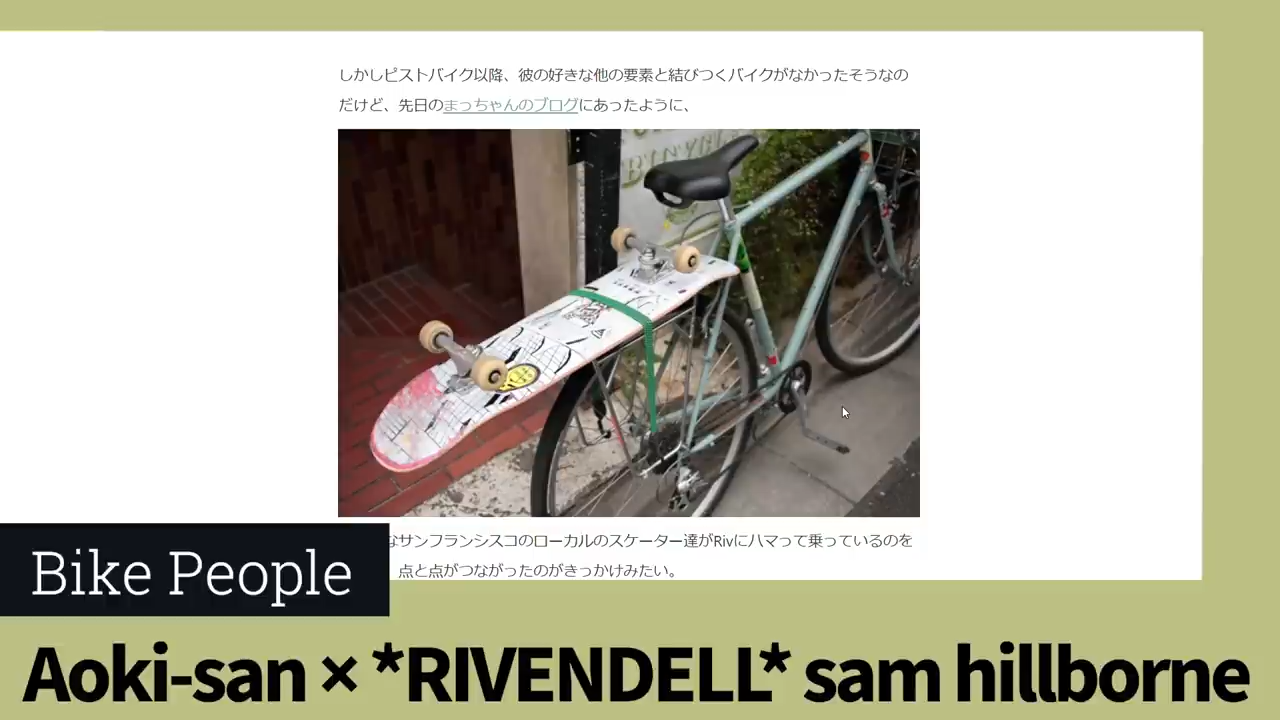 しかしピストバイク以降、彼の好きな他の要素と結びつくバイクがなかったそうなの
だけど、先日のまっちゃんのブログにあったように、
BICYCLE
なサンフランシスコのローカルのスケーター達がRivにハマって乗っているのを
点と点がつながったのがきっかけみたい。
Bike People
Aoki-san × *RIVENDELL* sam hillborne